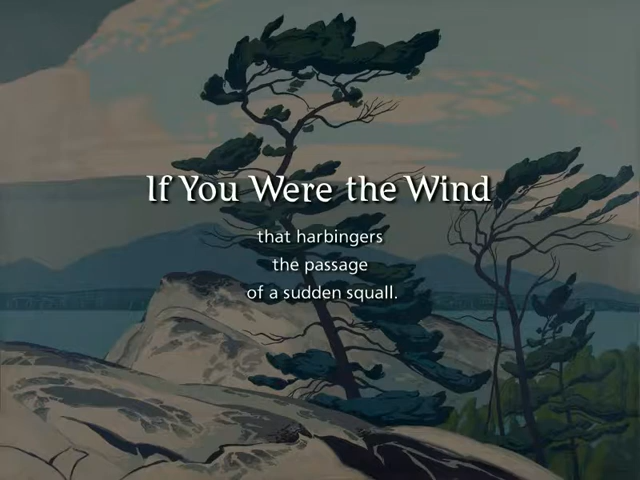 If You Were the Wind
that harbingers
the passage
of a sudden squall.